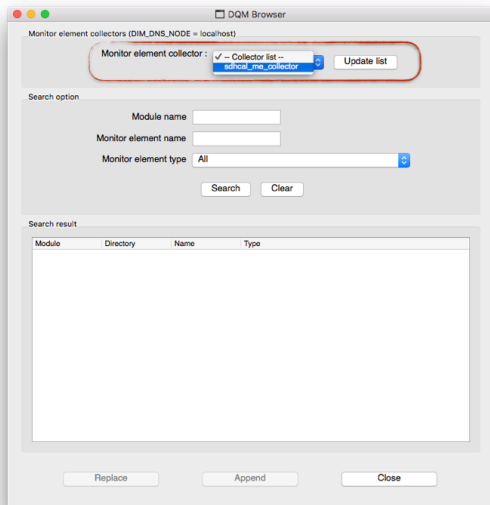 DQM Browser
Monitor element collectors (DIM_DNS_NODE = localhost)
Monitor element collector :
✓ -- Collector list --
sdhcal_me_collector
Update list
Search option
Module name
Monitor element name
Monitor element type All
Search Clear
Search result
Module Directory Name Type
Replace Append Close